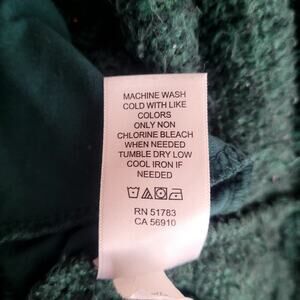 MACHINE WASH
COLD WITH LIKE
COLORS
ONLY NON
CHLORINE BLEACH
WHEN NEEDED
TUMBLE DRY LOW
COOL IRON IF
NEEDED
RN 51783
CA 56910